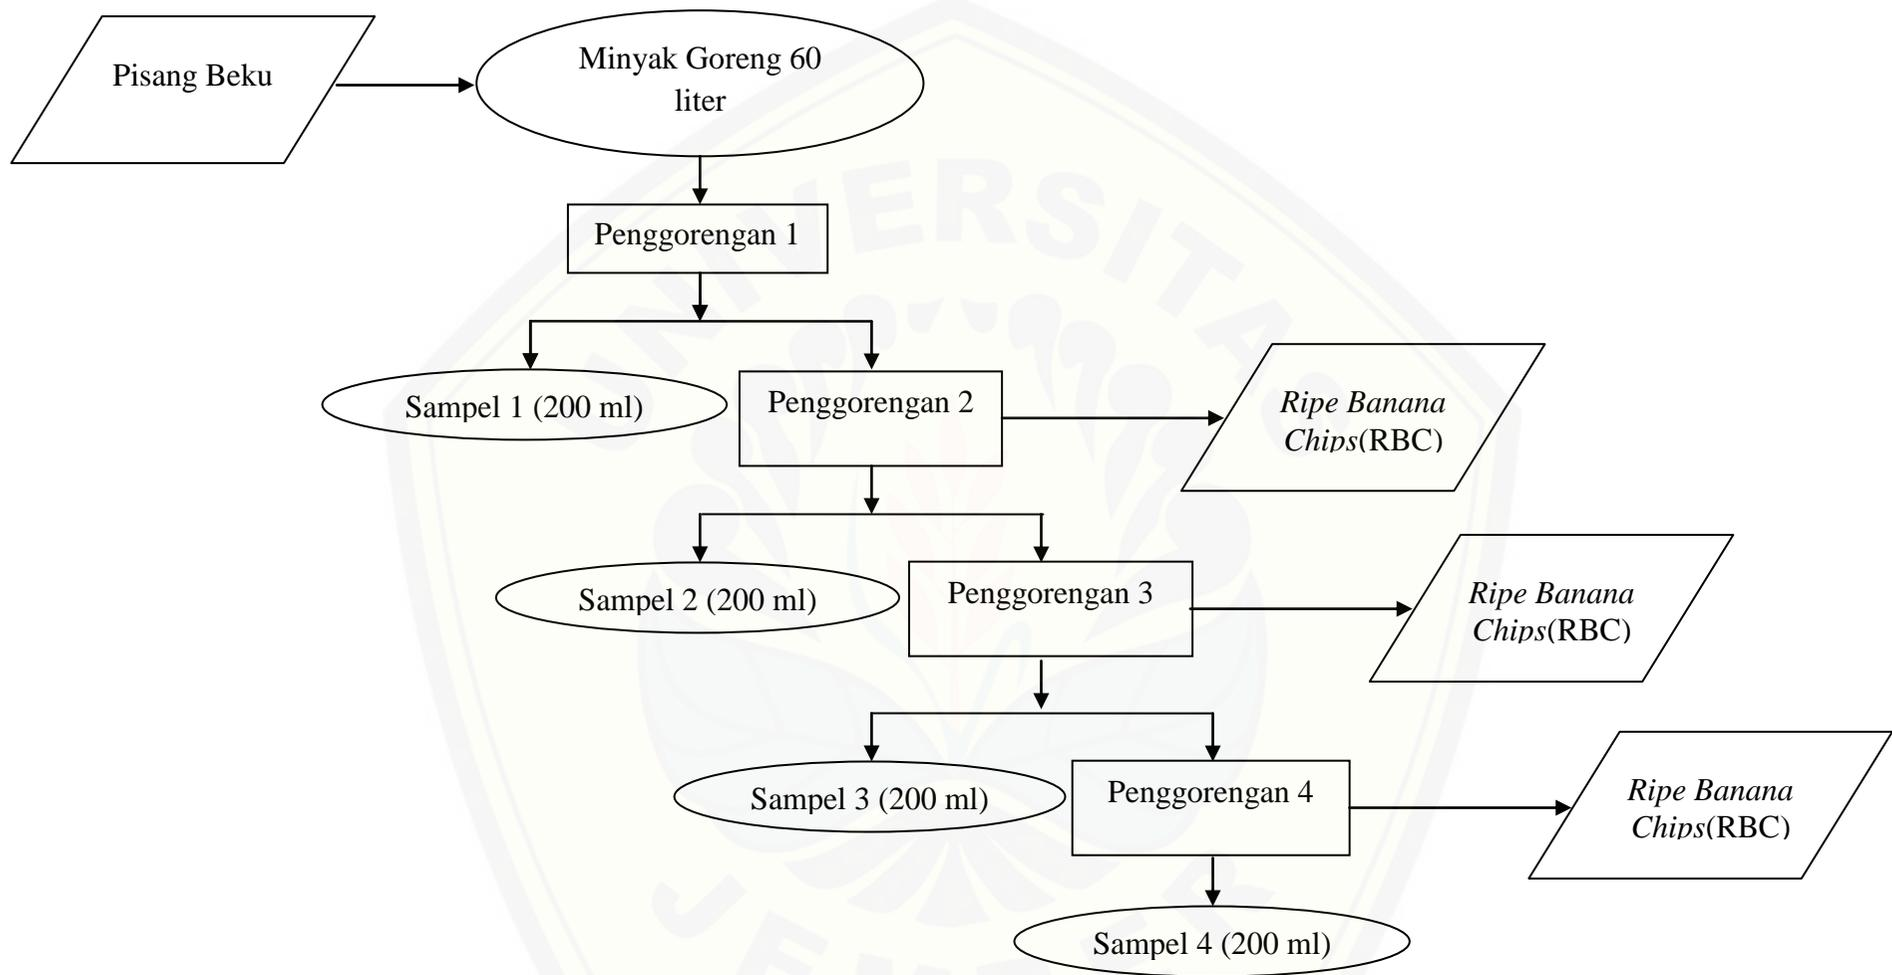 Pisang Beku
Minyak Goreng 60
liter
Penggorengan 1
Sampel 1 (200 ml)
Penggorengan 2
Ripe Banana
Chips(RBC)
Sampel 2 (200 ml)
Penggorengan 3
Ripe Banana
Chips(RBC)
Sampel 3 (200 ml)
Penggorengan 4
Ripe Banana
Chips(RBC)
Sampel 4 (200 ml)
UNIVERSITAS
JEMBER